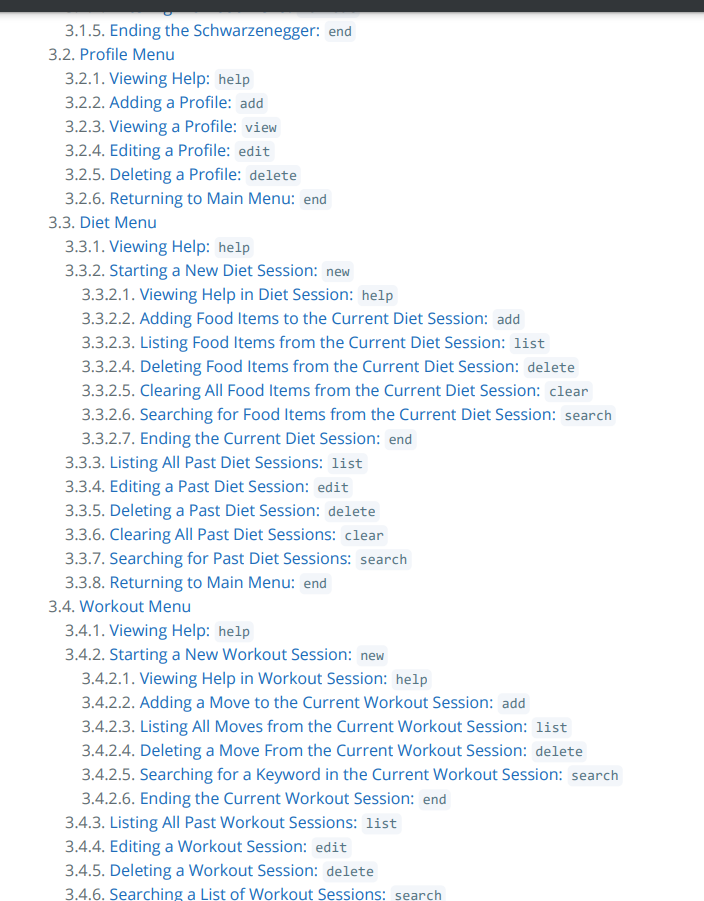 3.1.5. Ending the Schwarzenegger: end
3.2. Profile Menu
3.2.1. Viewing Help: help
3.2.2. Adding a Profile: add
3.2.3. Viewing a Profile: view
3.2.4. Editing a Profile: edit
3.2.5. Deleting a Profile: delete
3.2.6. Returning to Main Menu: end
3.3. Diet Menu
3.3.1. Viewing Help: help
3.3.2. Starting a New Diet Session: new
3.3.2.1. Viewing Help in Diet Session: help
3.3.2.2. Adding Food Items to the Current Diet Session: add
3.3.2.3. Listing Food Items from the Current Diet Session: list
3.3.2.4. Deleting Food Items from the Current Diet Session: delete
3.3.2.5. Clearing All Food Items from the Current Diet Session: clear
3.3.2.6. Searching for Food Items from the Current Diet Session: search
3.3.2.7. Ending the Current Diet Session: end
3.3.3. Listing All Past Diet Sessions: list
3.3.4. Editing a Past Diet Session: edit
3.3.5. Deleting a Past Diet Session: delete
3.3.6. Clearing All Past Diet Sessions: clear
3.3.7. Searching for Past Diet Sessions: search
3.3.8. Returning to Main Menu: end
3.4. Workout Menu
3.4.1. Viewing Help: help
3.4.2. Starting a New Workout Session: new
3.4.2.1. Viewing Help in Workout Session: help
3.4.2.2. Adding a Move to the Current Workout Session: add
3.4.2.3. Listing All Moves from the Current Workout Session: list
3.4.2.4. Deleting a Move From the Current Workout Session: delete
3.4.2.5. Searching for a Keyword in the Current Workout Session: search
3.4.2.6. Ending the Current Workout Session: end
3.4.3. Listing All Past Workout Sessions: list
3.4.4. Editing a Workout Session: edit
3.4.5. Deleting a Workout Session: delete
3.4.6. Searching a List of Workout Sessions: search